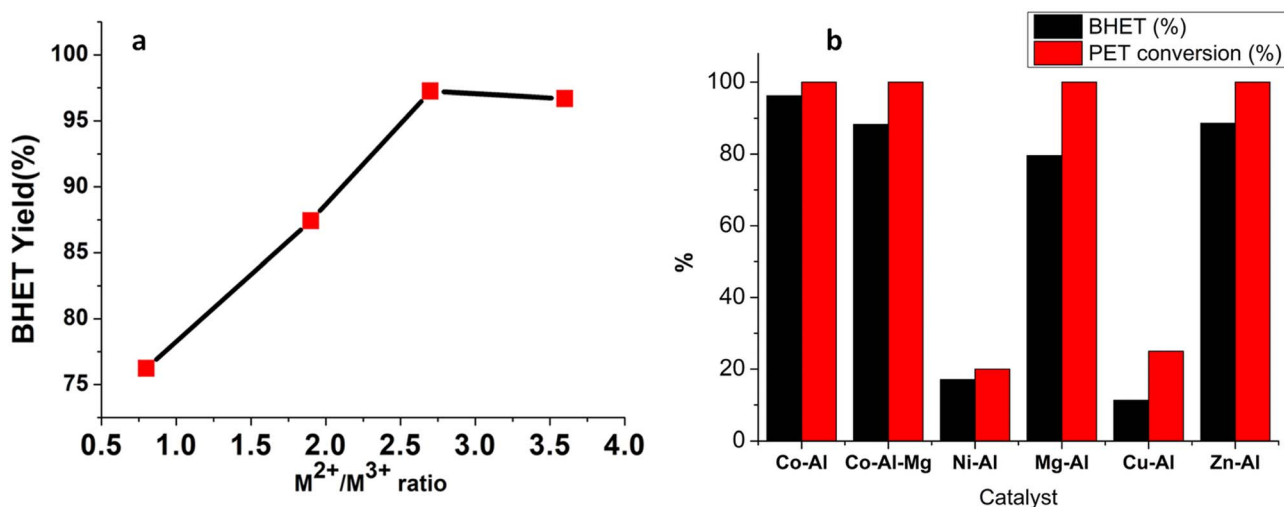 a
BHET Yield(%)
100
95
90
85
80
75
0.5 1.0 1.5 2.0 2.5 3.0 3.5 4.0
M²⁺/M³⁺ ratio
b
BHET (%)
PET conversion (%)
%
100
80
60
40
20
0
Co-Al Co-Al-Mg Ni-Al Mg-Al Cu-Al Zn-Al
Catalyst